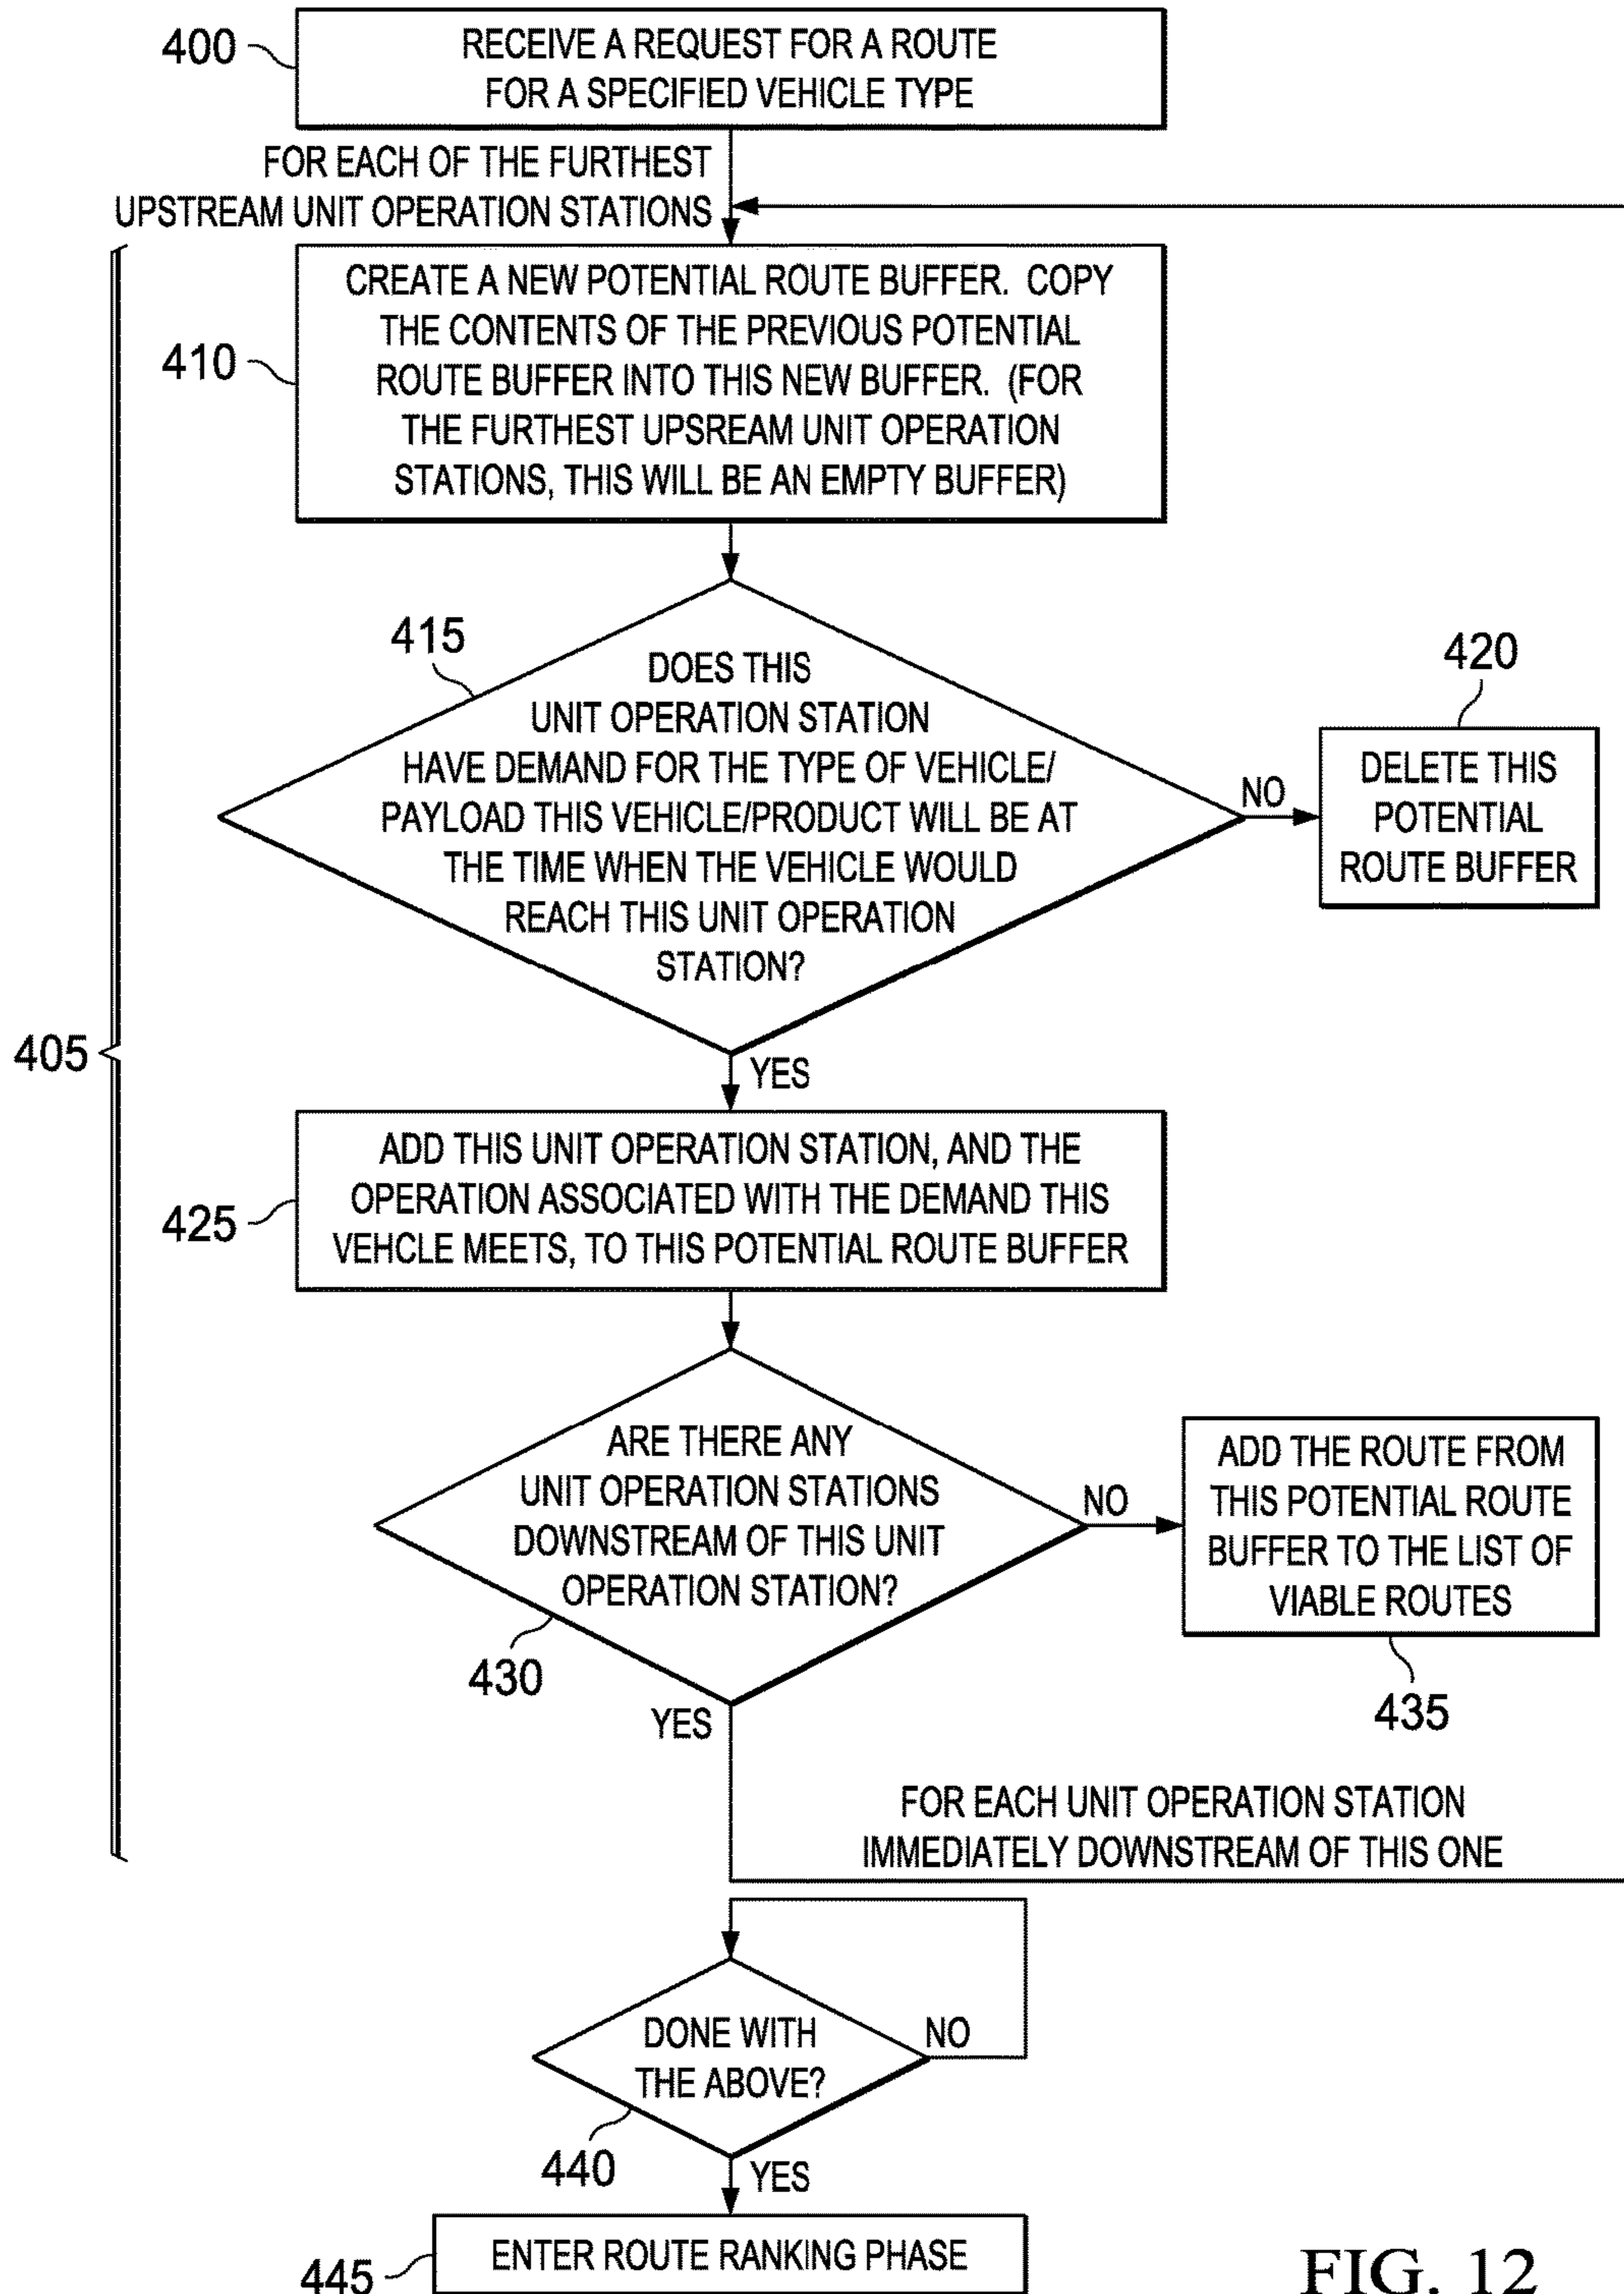 400
RECEIVE A REQUEST FOR A ROUTE
FOR A SPECIFIED VEHICLE TYPE
FOR EACH OF THE FURTHEST
UPSTREAM UNIT OPERATION STATIONS
405
410
CREATE A NEW POTENTIAL ROUTE BUFFER. COPY
THE CONTENTS OF THE PREVIOUS POTENTIAL
ROUTE BUFFER INTO THIS NEW BUFFER. (FOR
THE FURTHEST UPSREAM UNIT OPERATION
STATIONS, THIS WILL BE AN EMPTY BUFFER)
415
DOES THIS
UNIT OPERATION STATION
HAVE DEMAND FOR THE TYPE OF VEHICLE/
PAYLOAD THIS VEHICLE/PRODUCT WILL BE AT
THE TIME WHEN THE VEHICLE WOULD
REACH THIS UNIT OPERATION
STATION?
NO
420
DELETE THIS
POTENTIAL
ROUTE BUFFER
YES
425
ADD THIS UNIT OPERATION STATION, AND THE
OPERATION ASSOCIATED WITH THE DEMAND THIS
VEHCLE MEETS, TO THIS POTENTIAL ROUTE BUFFER
ARE THERE ANY
UNIT OPERATION STATIONS
DOWNSTREAM OF THIS UNIT
OPERATION STATION?
430
NO
ADD THE ROUTE FROM
THIS POTENTIAL ROUTE
BUFFER TO THE LIST OF
VIABLE ROUTES
435
YES
FOR EACH UNIT OPERATION STATION
IMMEDIATELY DOWNSTREAM OF THIS ONE
DONE WITH
THE ABOVE?
NO
440
YES
445
ENTER ROUTE RANKING PHASE
FIG. 12